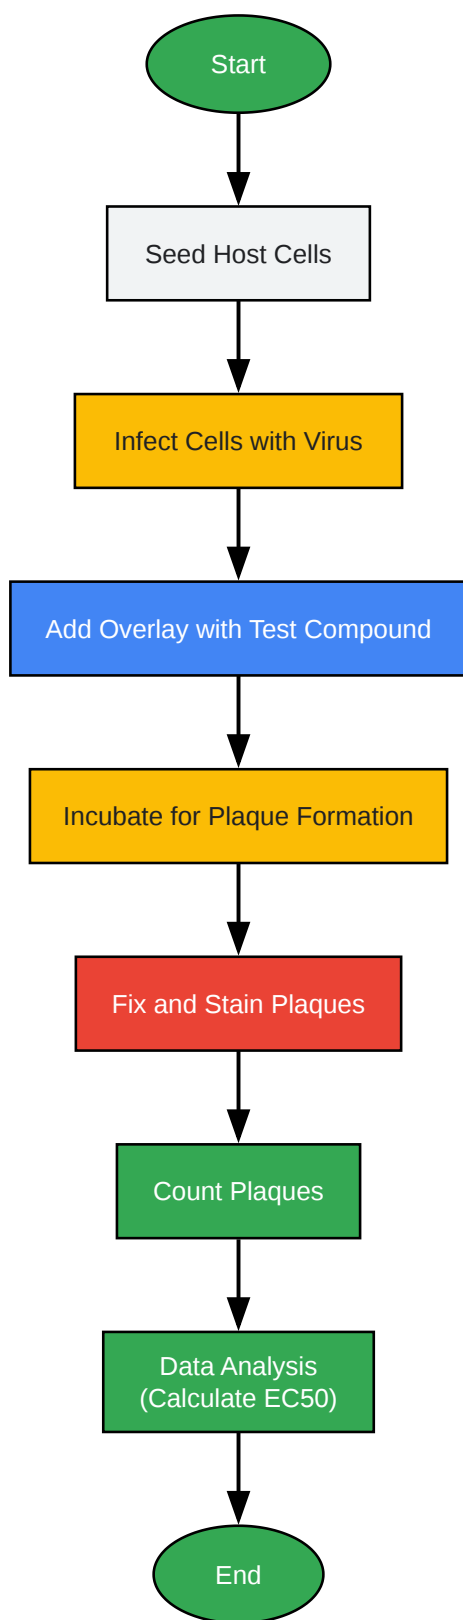 Start
Seed Host Cells
Infect Cells with Virus
Add Overlay with Test Compound
Incubate for Plaque Formation
Fix and Stain Plaques
Count Plaques
Data Analysis
(Calculate EC50)
End